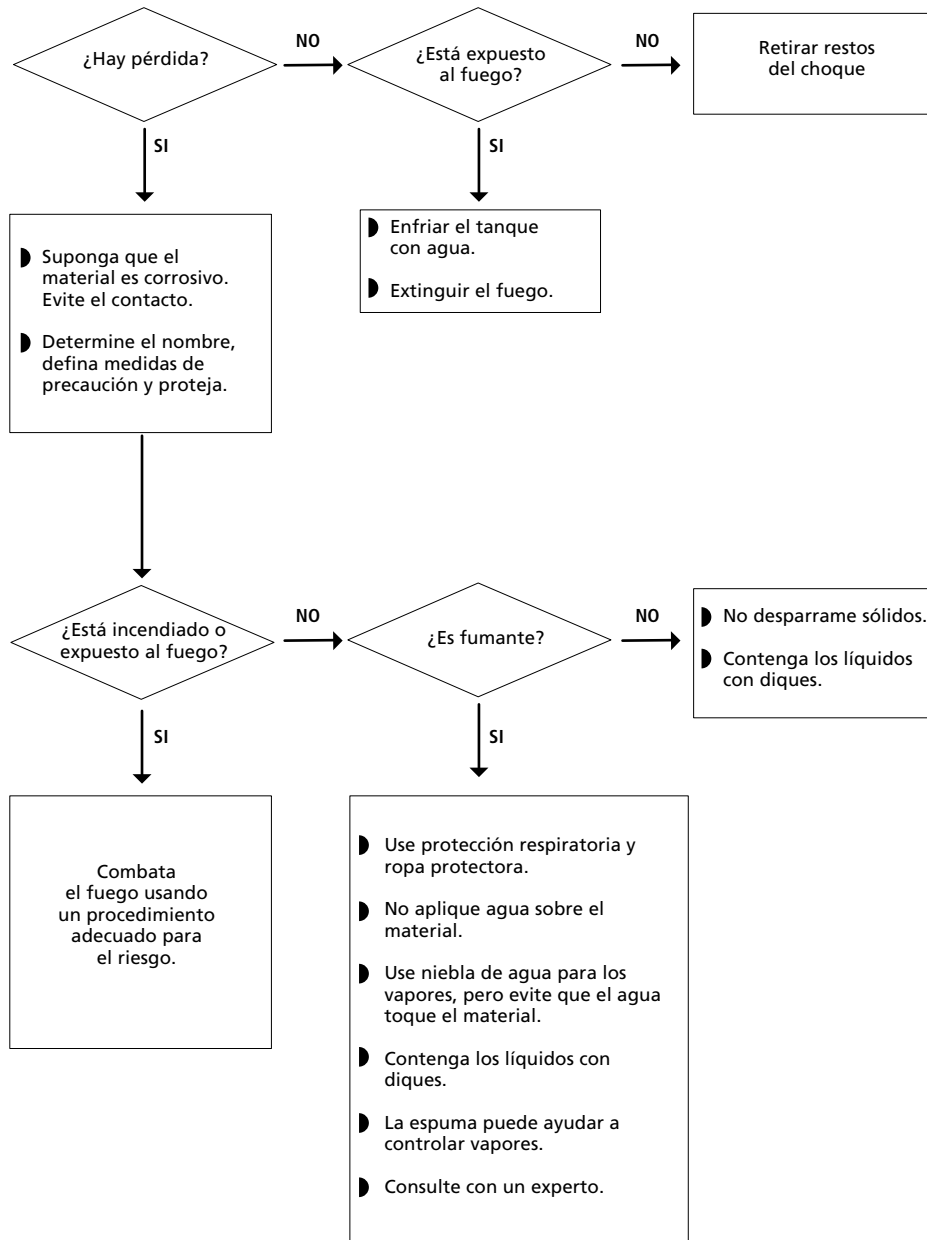 ¿Hay pérdida?
NO
¿Está expuesto
al fuego?
NO
Retirar restos
del choque
SI
SI
Suponga que el
material es corrosivo.
Evite el contacto.
Determine el nombre,
defina medidas de
precaución y proteja.
Enfriar el tanque
con agua.
Extinguir el fuego.
¿Está incendiado o
expuesto al fuego?
NO
¿Es fumante?
NO
No desparrame sólidos.
Contenga los líquidos
con diques.
SI
SI
Combata
el fuego usando
un procedimiento
adecuado para
el riesgo.
Use protección respiratoria y
ropa protectora.
No aplique agua sobre el
material.
Use niebla de agua para los
vapores, pero evite que el agua
toque el material.
Contenga los líquidos con
diques.
La espuma puede ayudar a
controlar vapores.
Consulte con un experto.